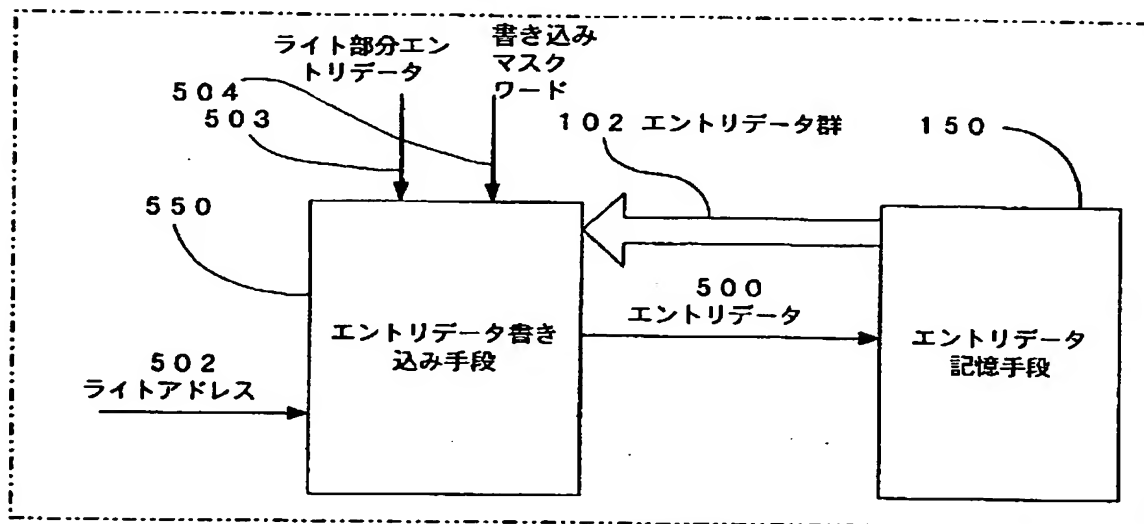 ライト部分エン
トリデータ
書き込み
マスク
ワード
504
503
102 エントリデータ群
150
550
500
エントリデータ
エントリデータ書き
込み手段
エントリデータ
記憶手段
502
ライトアドレス